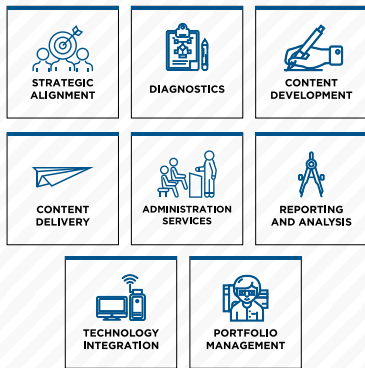 STRATEGIC
ALIGNMENT
DIAGNOSTICS
CONTENT
DEVELOPMENT
CONTENT
DELIVERY
ADMINISTRATION
SERVICES
REPORTING
AND ANALYSIS
TECHNOLOGY
INTEGRATION
PORTFOLIO
MANAGEMENT